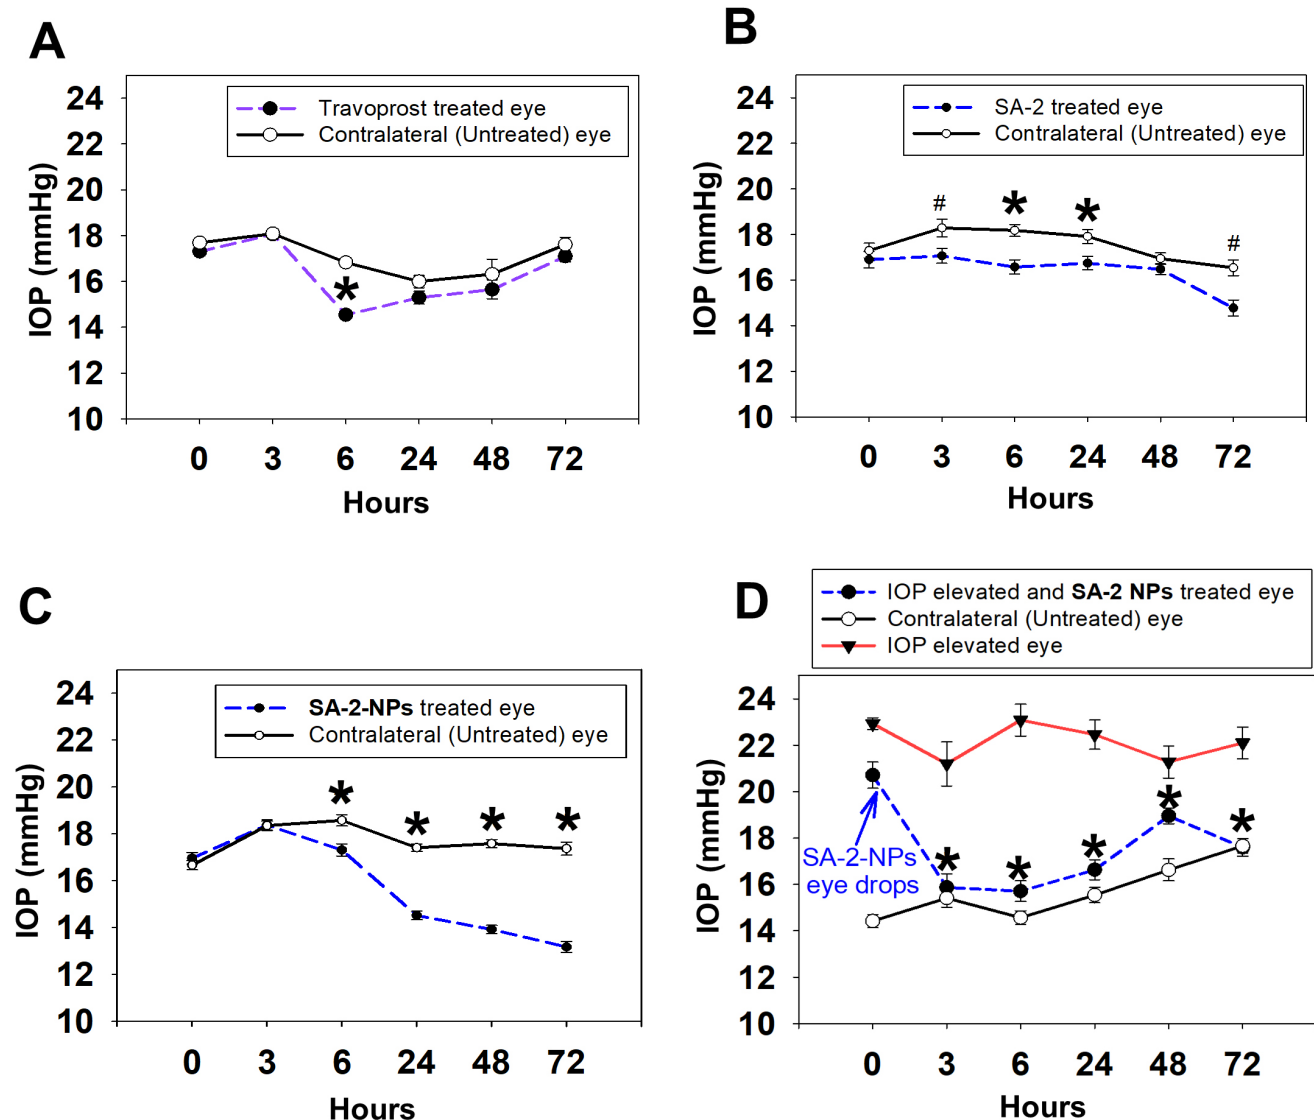 A
IOP (mmHg)
24
22
20
18
16
14
12
10
Travoprost treated eye
Contralateral (Untreated) eye
*
0 3 6 24 48 72
Hours
B
IOP (mmHg)
24
22
20
18
16
14
12
10
SA-2 treated eye
Contralateral (Untreated) eye
# * * #
0 3 6 24 48 72
Hours
C
IOP (mmHg)
24
22
20
18
16
14
12
10
SA-2-NPs treated eye
Contralateral (Untreated) eye
* * * *
0 3 6 24 48 72
Hours
D
IOP elevated and SA-2 NPs treated eye
Contralateral (Untreated) eye
IOP elevated eye
IOP (mmHg)
24
22
20
18
16
14
12
10
* * * * *
SA-2-NPs
eye drops
0 3 6 24 48 72
Hours